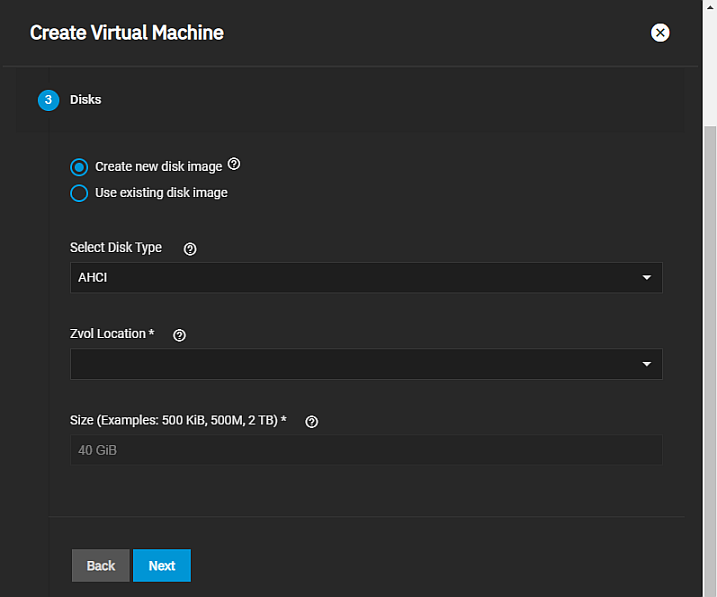 Create Virtual Machine
3 Disks
Create new disk image
Use existing disk image
Select Disk Type
AHCI
Zvol Location *
Size (Examples: 500 KiB, 500M, 2 TB) *
40 GiB
Back Next